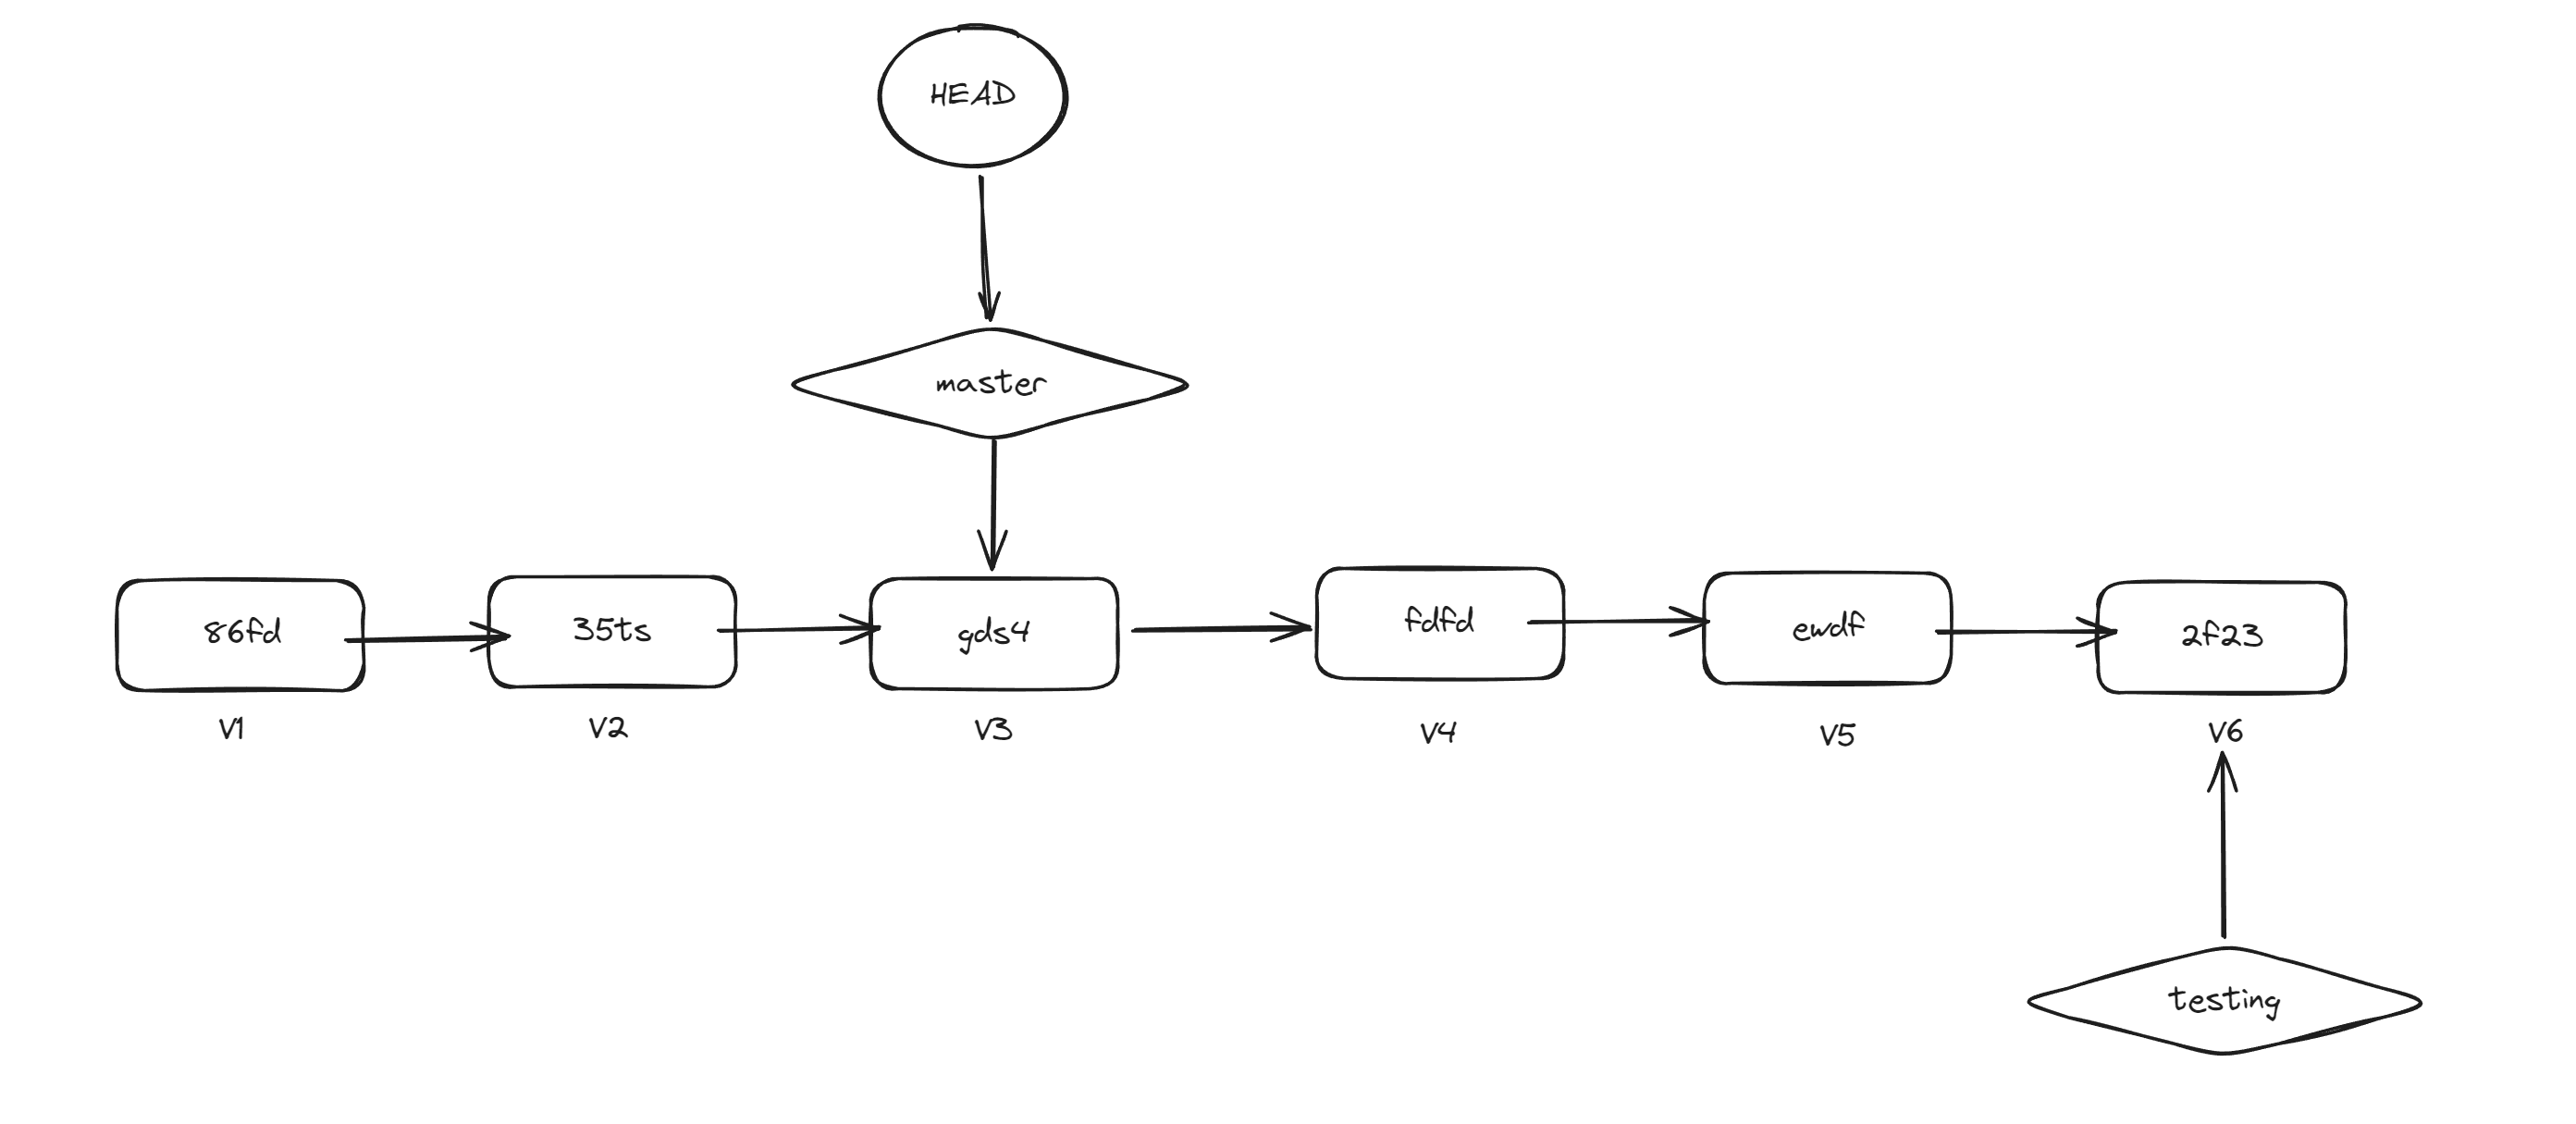 HEAD
master
86fd
35ts
gds4
fdfd
ewdf
2f23
V1
V2
V3
V4
V5
V6
testing